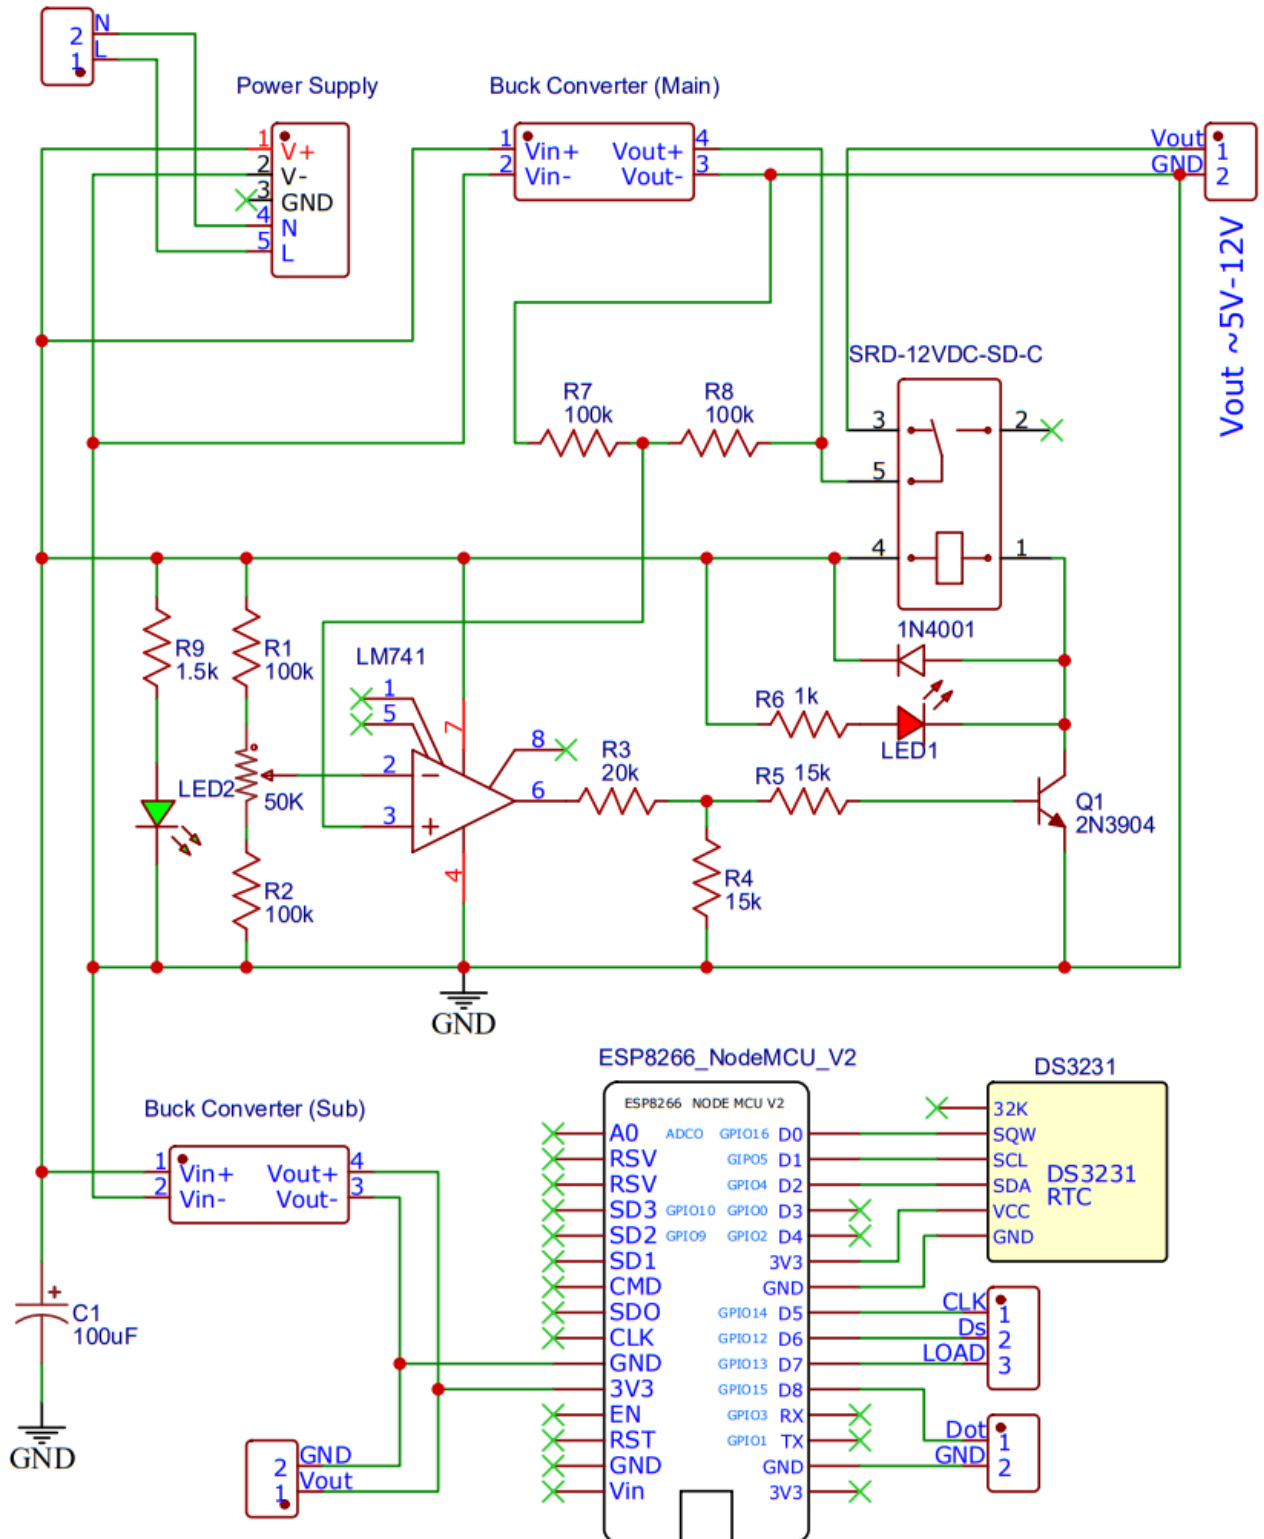 N
2
L
1
Power Supply
1
V+
2
V-
3
GND
4
N
5
L
Buck Converter (Main)
1
Vin+
Vout+
4
2
Vin-
Vout-
3
Vout
1
GND
2
Vout ~5V-12V
SRD-12VDC-SD-C
3
2
5
4
1
R7
100k
R8
100k
1N4001
R9
1.5k
R1
100k
LM741
1
5
7
8
2
3
6
4
R6
1k
LED1
LED2
50K
R3
20k
R5
15k
Q1
2N3904
R2
100k
R4
15k
GND
ESP8266_NodeMCU_V2
DS3231
Buck Converter (Sub)
1
Vin+
Vout+
4
2
Vin-
Vout-
3
ESP8266 NODE MCU V2
A0 ADC0 GPIO16 D0
RSV GIPO5 D1
RSV GPIO4 D2
SD3 GPIO10 GPIO0 D3
SD2 GPIO9 GPIO2 D4
SD1 3V3
CMD GND
SDO GPIO14 D5
CLK GPIO12 D6
GND GPIO13 D7
3V3 GPIO15 D8
EN GPIO3 RX
RST GPIO1 TX
GND GND
Vin 3V3
32K
SQW
SCL
SDA
VCC
GND
DS3231
RTC
CLK
1
Ds
2
LOAD
3
Dot
1
GND
2
+
C1
100uF
GND
GND
2
Vout
1